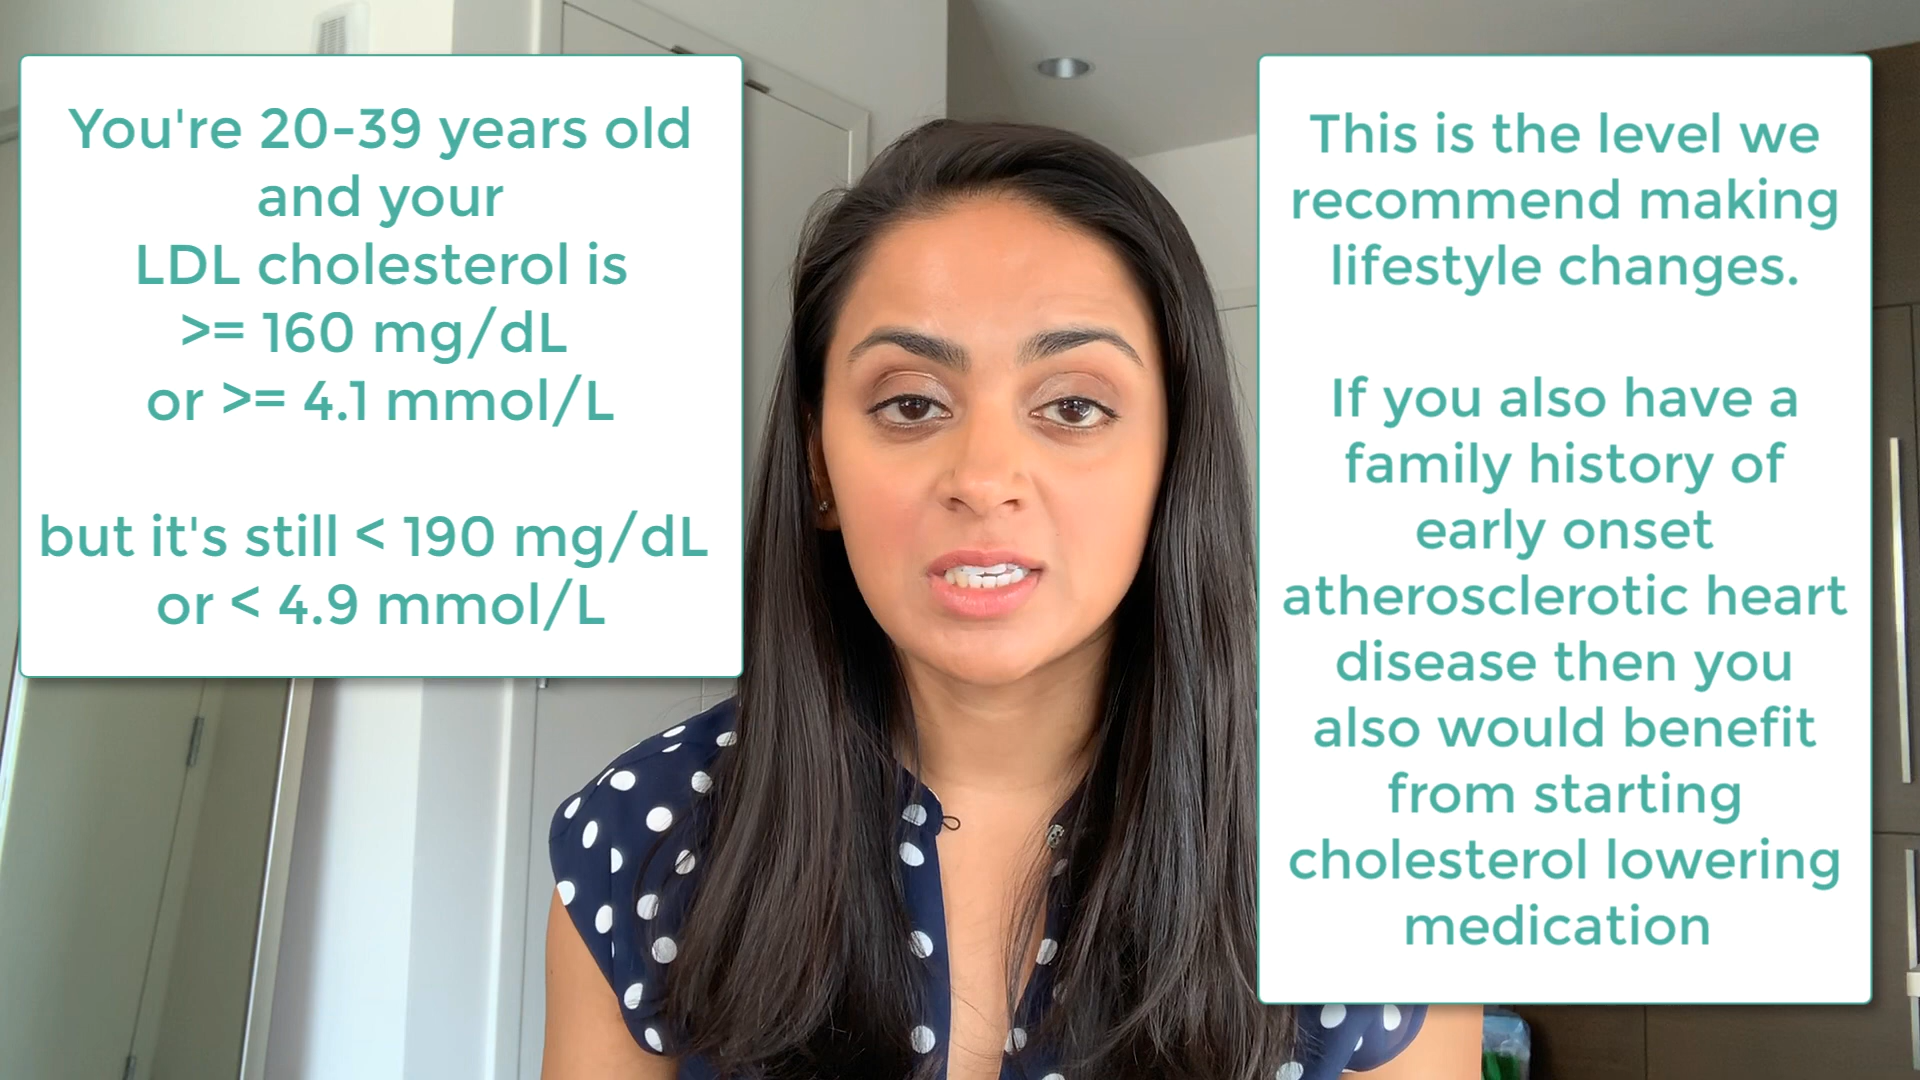 You're 20-39 years old
and your
LDL cholesterol is
>= 160 mg/dL
or >= 4.1 mmol/L
but it's still < 190 mg/dL
or < 4.9 mmol/L
This is the level we
recommend making
lifestyle changes.
If you also have a
family history of
early onset
atherosclerotic heart
disease then you
also would benefit
from starting
cholesterol lowering
medication